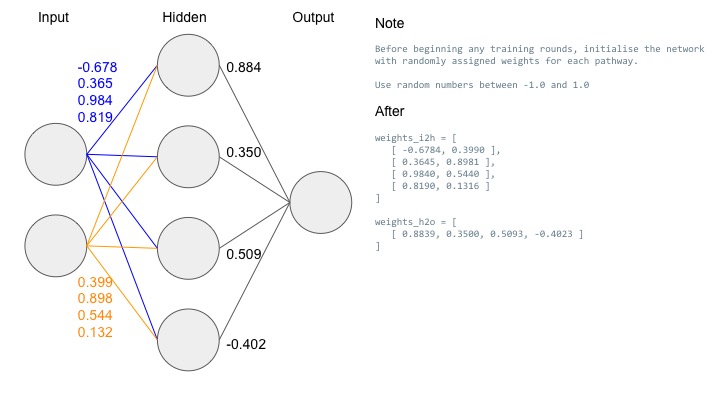 Input
Hidden
Output
-0.678
0.365
0.984
0.819
0.399
0.898
0.544
0.132
0.884
0.350
0.509
-0.402
Note
Before beginning any training rounds, initialise the network
with randomly assigned weights for each pathway.
Use random numbers between -1.0 and 1.0
After
weights_i2h = [
[ -0.6784, 0.3990 ],
[ 0.3645, 0.8981 ],
[ 0.9840, 0.5440 ],
[ 0.8190, 0.1316 ]
]
weights_h2o = [
[ 0.8839, 0.3500, 0.5093, -0.4023 ]
]